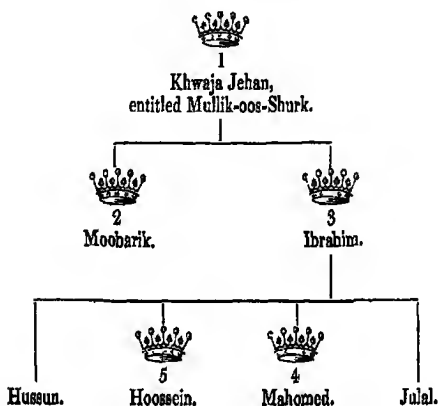 1
Khwaja Jehan,
entitled Mullik-oos-Shurk.
2 3
Moobarik. Ibrahim.
5 4
Hussun. Hoossein. Mahomed. Julal.